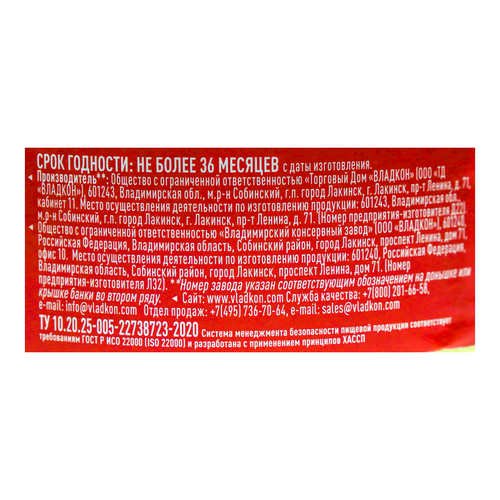 СРОК ГОДНОСТИ: НЕ БОЛЕЕ 36 МЕСЯЦЕВ с даты изготовления.
◂ Производитель**: Общество с ограниченной ответственностью «Торговый Дом «ВЛАДКОН» (ООО «ТД
«ВЛАДКОН»), 601243, Владимирская обл., м.р-н Собинский, г.п. город Лакинск, г. Лакинск, пр-т Ленина, д. 71,
кабинет 11. Место осуществления деятельности по изготовлению продукции: 601243, Владимирская обл.,
м.р-н Собинский, г.п. город Лакинск, г. Лакинск, пр-т Ленина, д. 71. (Номер предприятия-изготовителя Д22).
◂ Общество с ограниченной ответственностью «Владимирский консервный завод» (ООО «ВКЗ»), 601240,
Российская Федерация, Владимирская область, Собинский район, город Лакинск, проспект Ленина, дом 71,
офис 10. Место осуществления деятельности по изготовлению продукции: 601240, Российская Федерация,
Владимирская область, Собинский район, город Лакинск, проспект Ленина, дом 71. (Номер
предприятия-изготовителя Л32). **Номер завода указан соответствующим обозначением на донышке или
крышке банки во втором ряду. ◂ Сайт: www.vladkon.com Служба качества: +7(800) 201-66-58,
e-mail: info@vladkon.com Отдел продаж: +7(495) 736-70-64, e-mail: sales@vladkon.com
ТУ 10.20.25-005-22738723-2020 Система менеджмента безопасности пищевой продукции соответствует
требованиям ГОСТ Р ИСО 22000 (ISO 22000) и разработана с применением принципов ХАССП